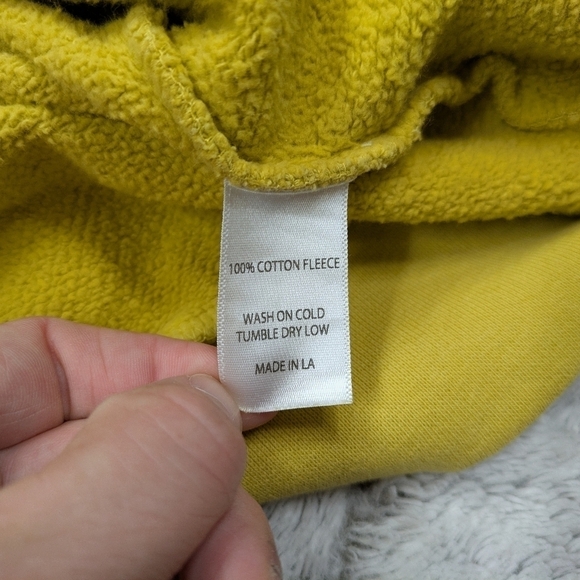 100% COTTON FLEECE
WASH ON COLD
TUMBLE DRY LOW
MADE IN LA